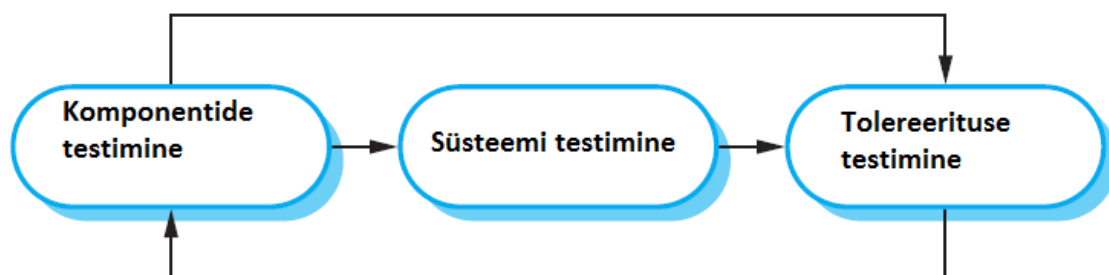 Komponentide
testimine
Süsteemi testimine
Tolereerituse
testimine